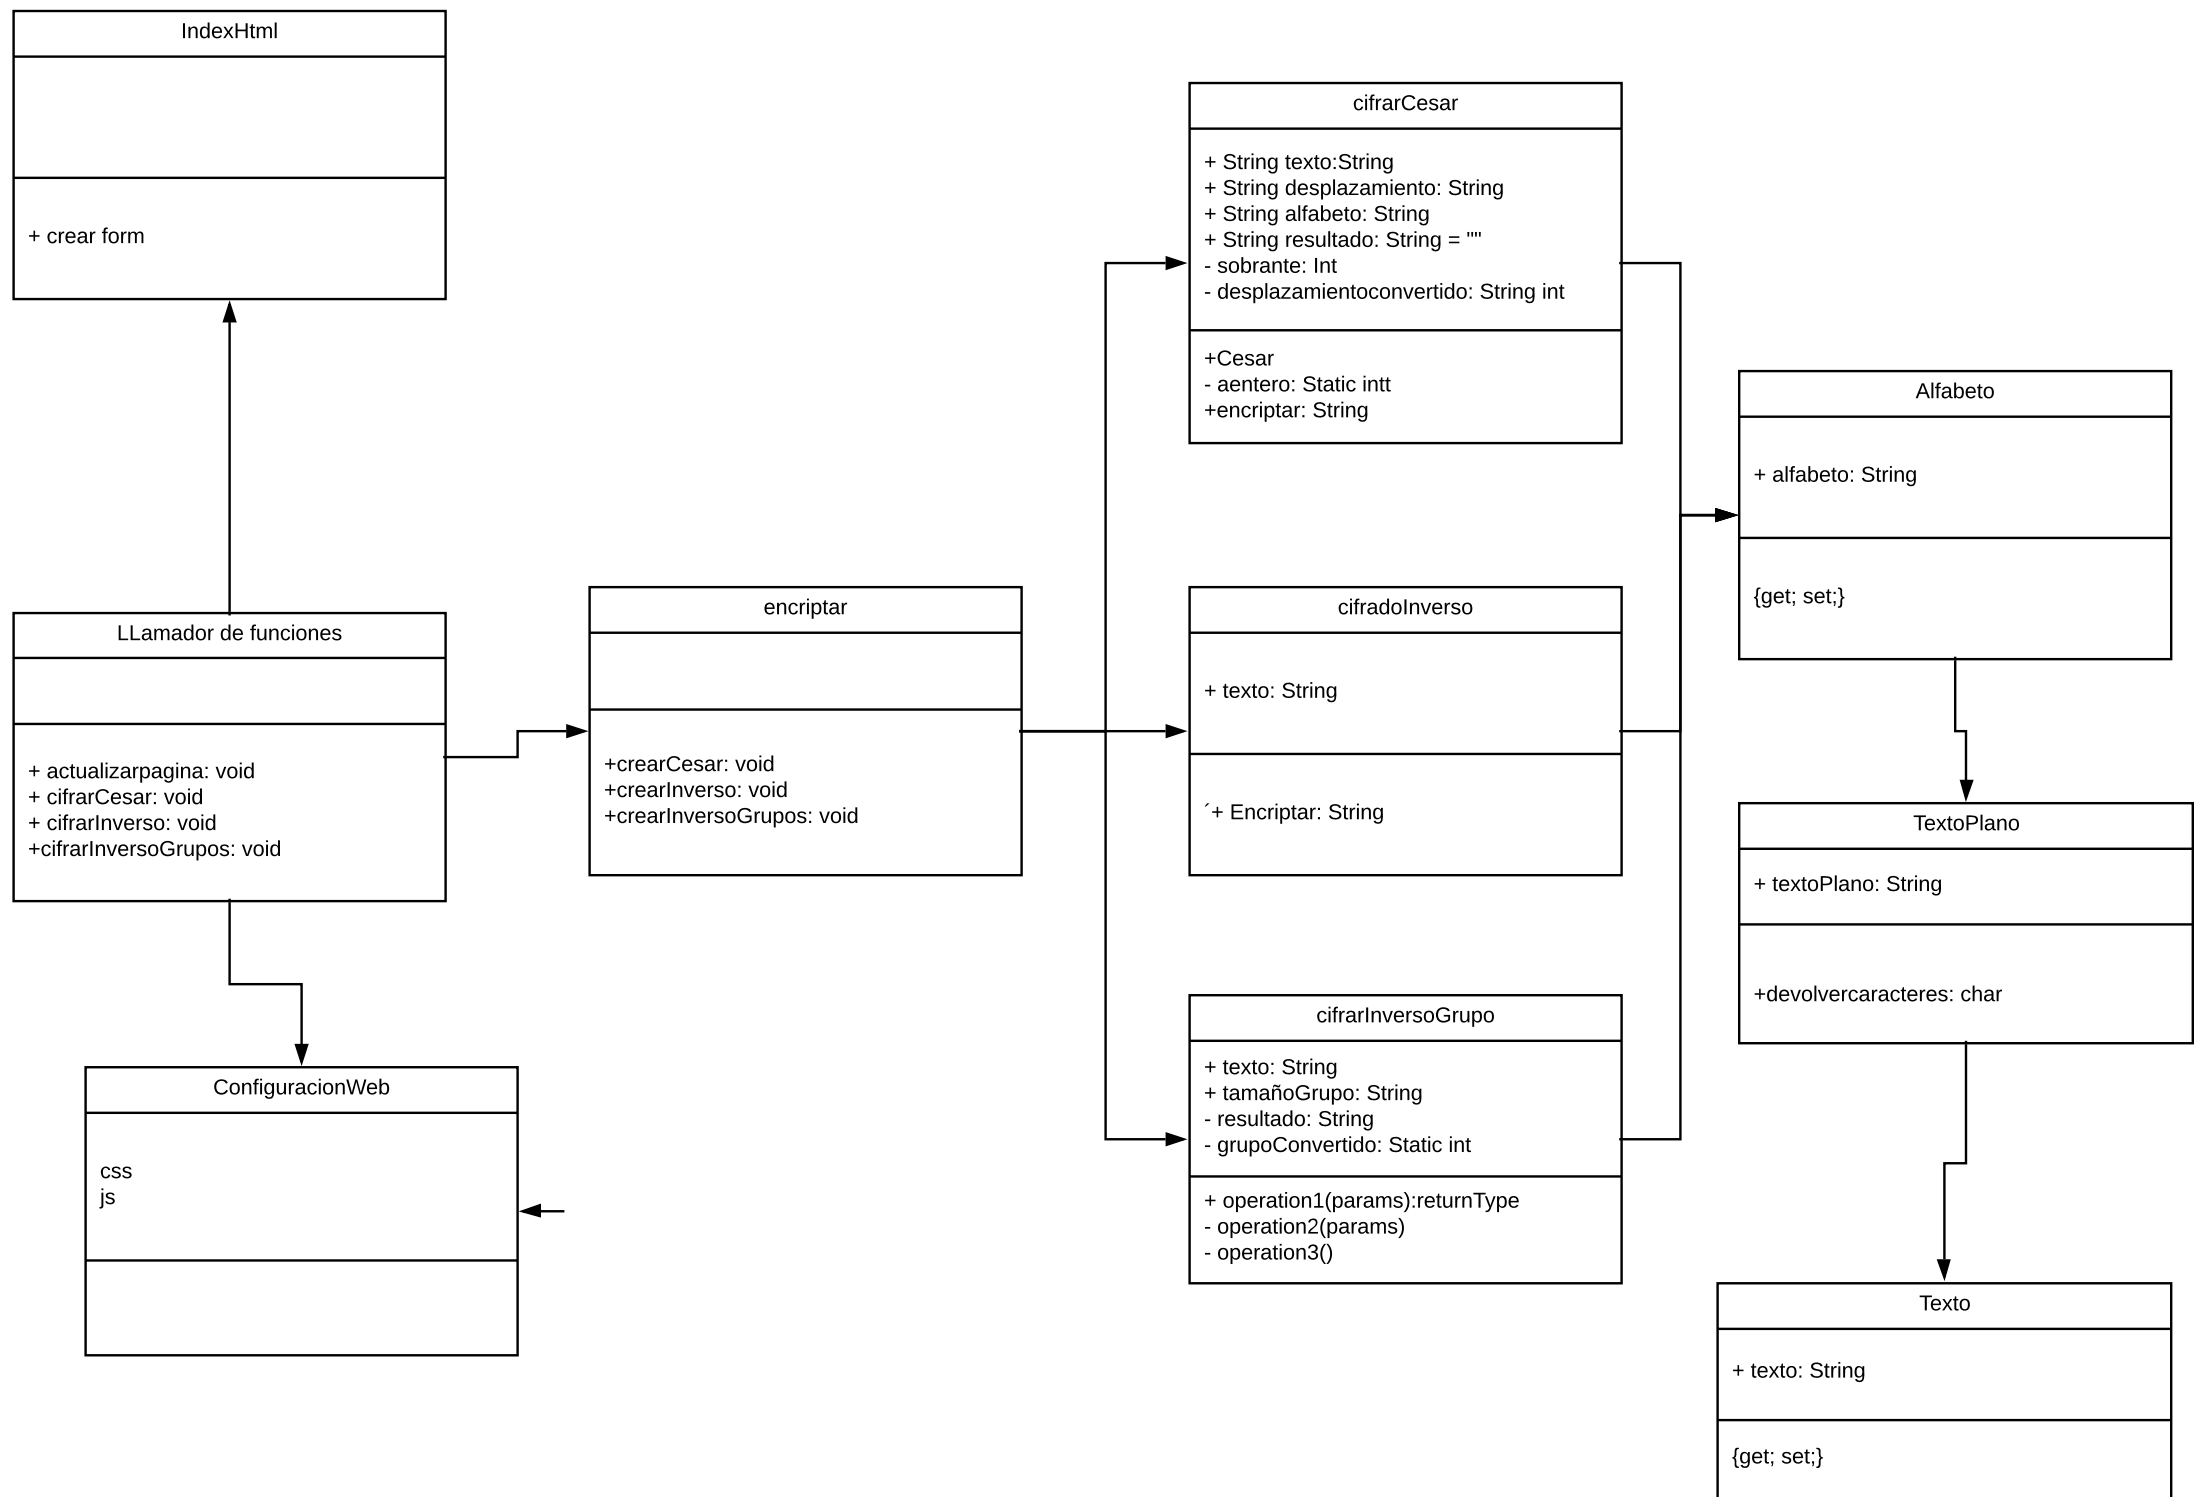 IndexHtml
+ crear form
LLamador de funciones
+ actualizarpagina: void
+ cifrarCesar: void
+ cifrarInverso: void
+cifrarInversoGrupos: void
ConfiguracionWeb
css
js
encriptar
+crearCesar: void
+crearInverso: void
+crearInversoGrupos: void
cifrarCesar
+ String texto:String
+ String desplazamiento: String
+ String alfabeto: String
+ String resultado: String = ""
- sobrante: Int
- desplazamientoconvertido: String int
+Cesar
- aentero: Static intt
+encriptar: String
cifradoInverso
+ texto: String
´+ Encriptar: String
cifrarInversoGrupo
+ texto: String
+ tamañoGrupo: String
- resultado: String
- grupoConvertido: Static int
+ operation1(params):returnType
- operation2(params)
- operation3()
Alfabeto
+ alfabeto: String
{get; set;}
TextoPlano
+ textoPlano: String
+devolvercaracteres: char
Texto
+ texto: String
{get; set;}